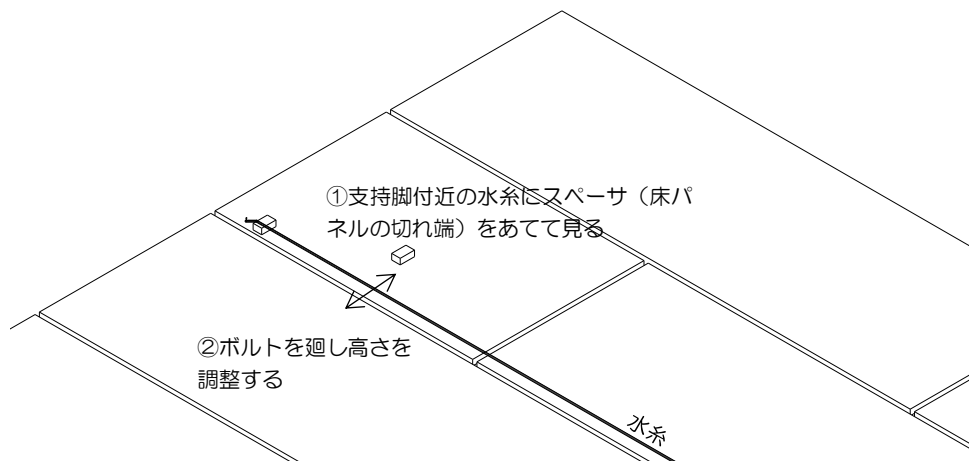 ①支持脚付近の水糸にスペーサ（床パ
ネルの切れ端）をあてて見る
②ボルトを廻し高さを
調整する
水糸